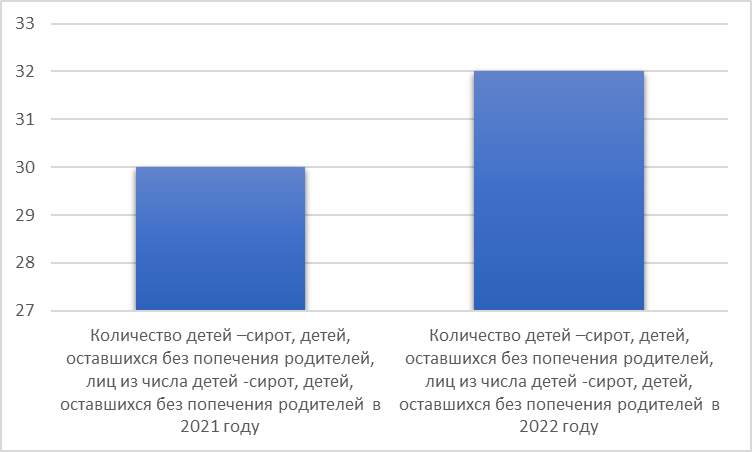 33
32
31
30
29
28
27
Количество детей –сирот, детей,
оставшихся без попечения родителей,
лиц из числа детей -сирот, детей,
оставшихся без попечения родителей в
2021 году
Количество детей –сирот, детей,
оставшихся без попечения родителей,
лиц из числа детей -сирот, детей,
оставшихся без попечения родителей в
2022 году